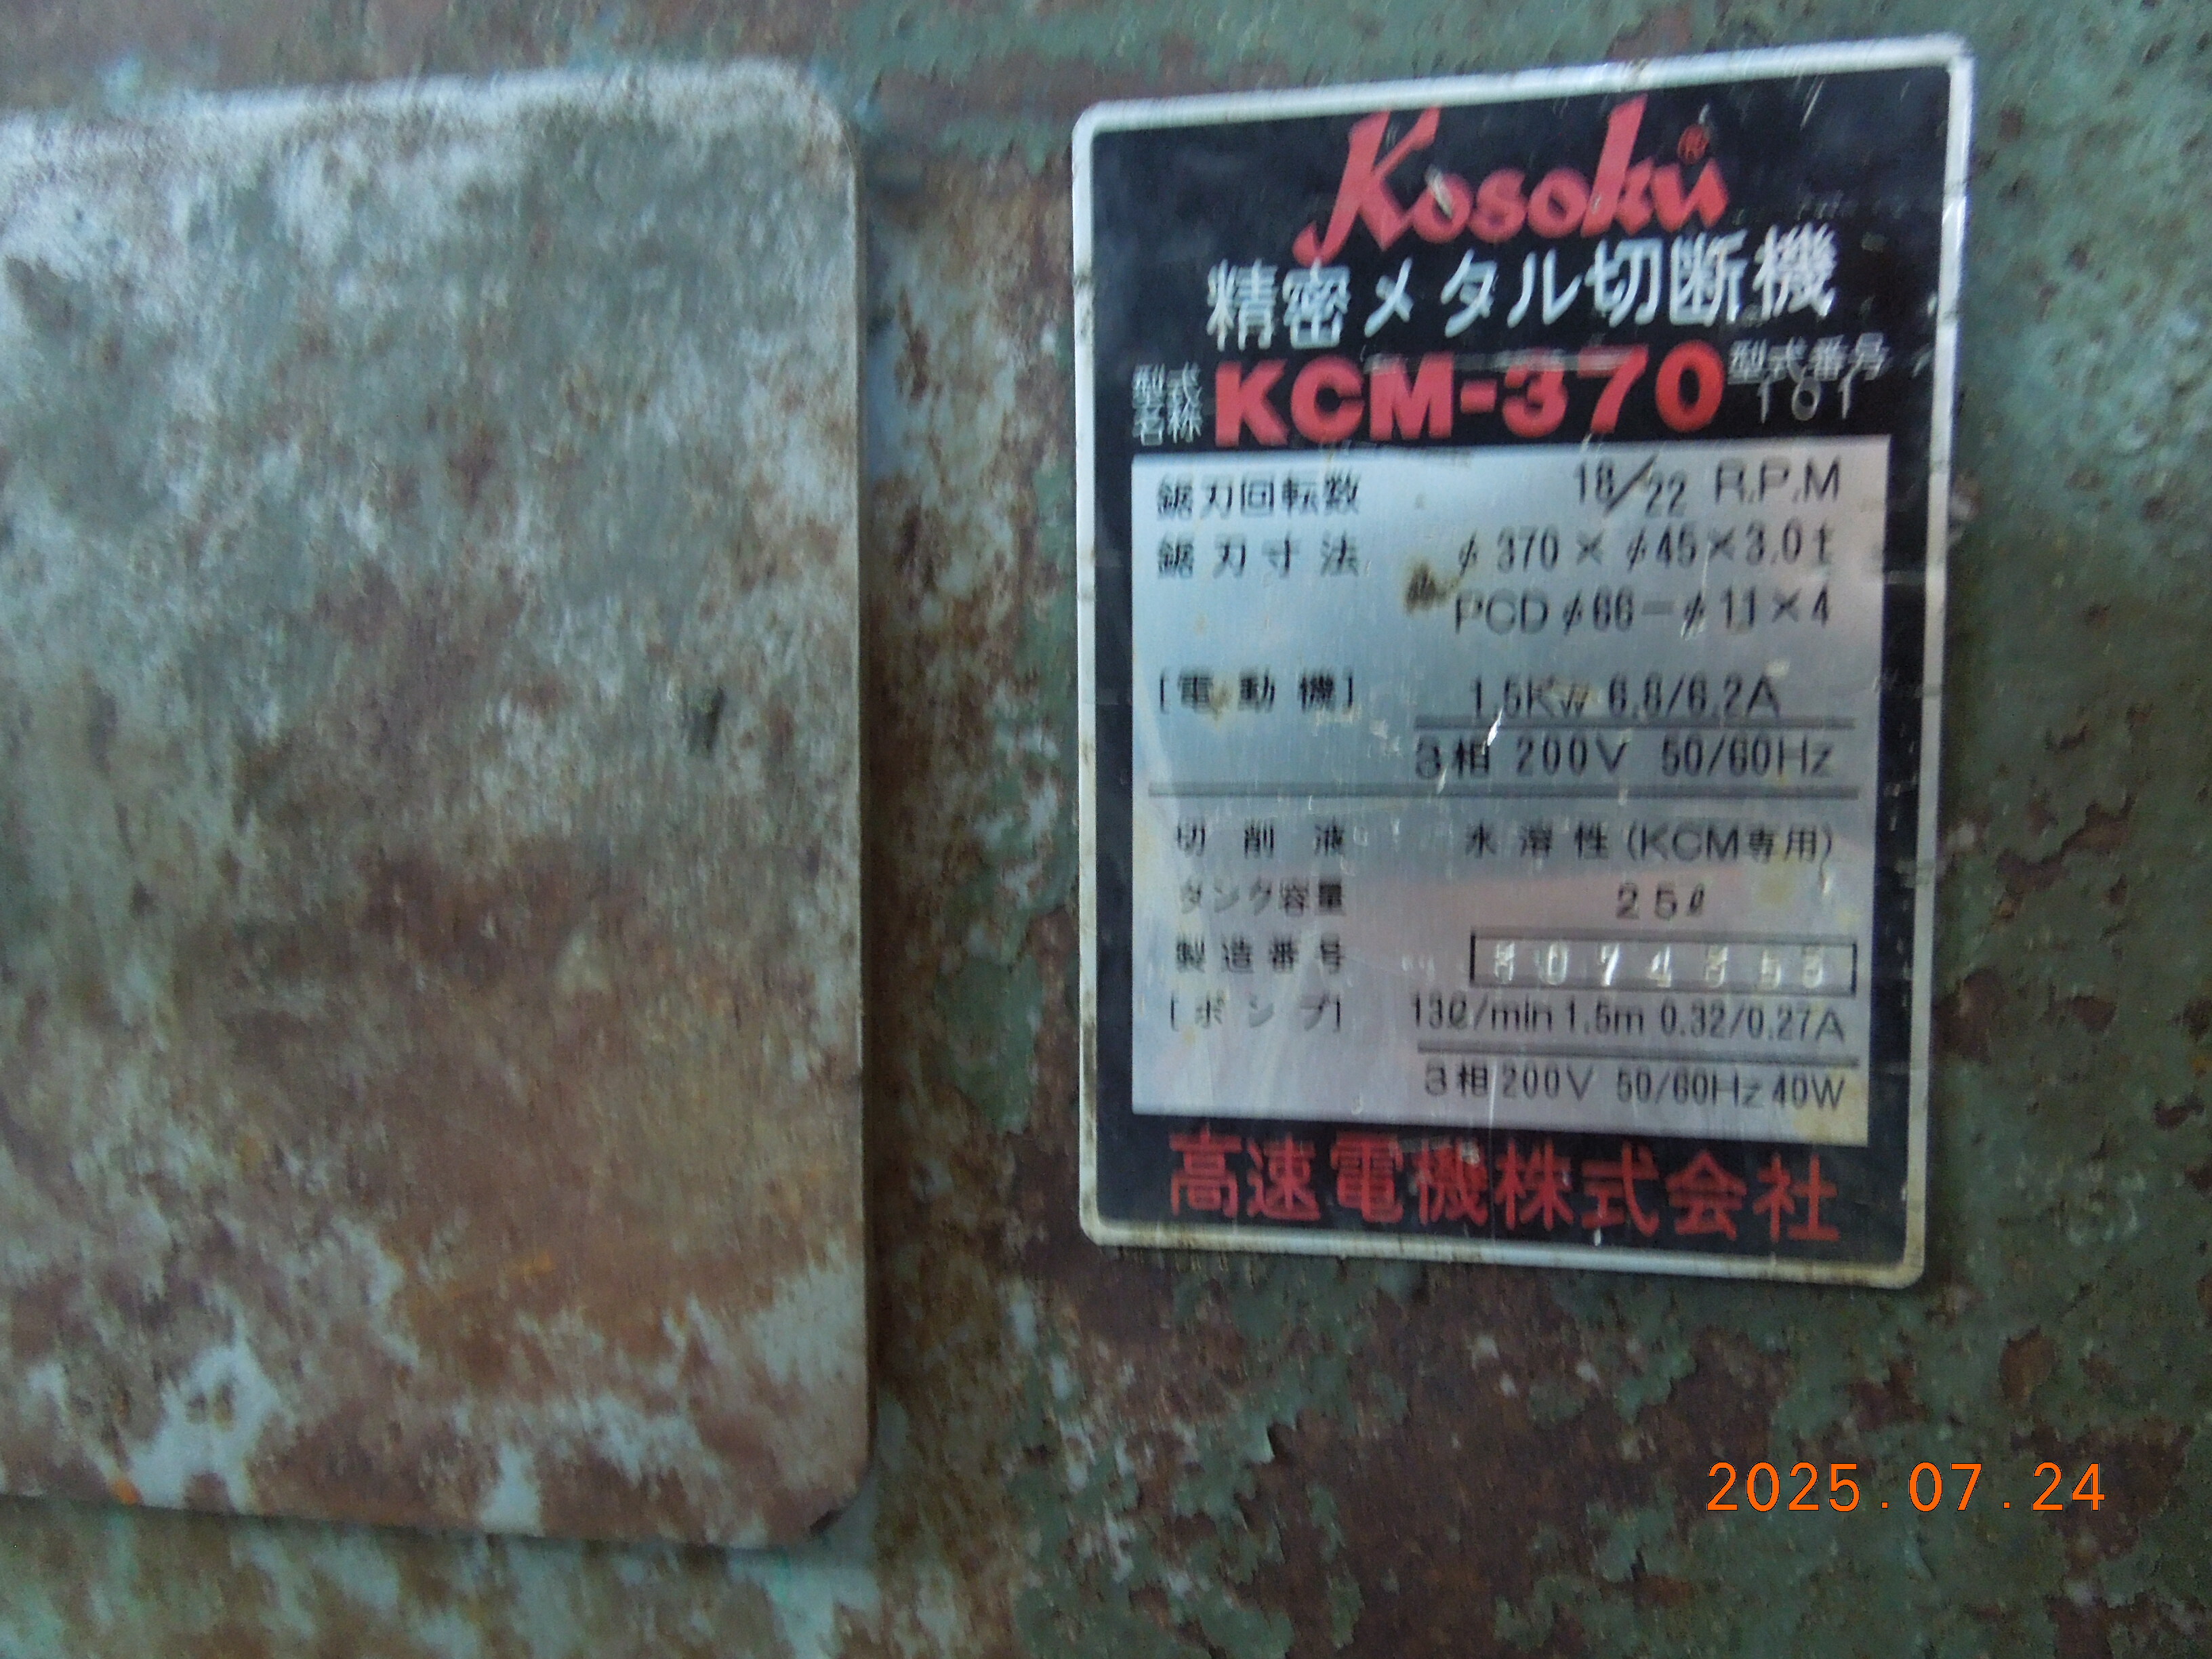 Kosoku®
精密メタル切断機
型式名称 KCM-370 型式番号 101
鋸刃回転数 18/22 R.P.M
鋸刃寸法 φ370×φ45×3.0t
PCDφ66-φ11×4
[電動機] 1.5KW 6.8/6.2A
3相 200V 50/60Hz
切削液 水溶性(KCM専用)
タンク容量 25ℓ
製造番号
[ポンプ] 13ℓ/min 1.5m 0.32/0.27A
3相 200V 50/60Hz 40W
高速電機株式会社
2025.07.24